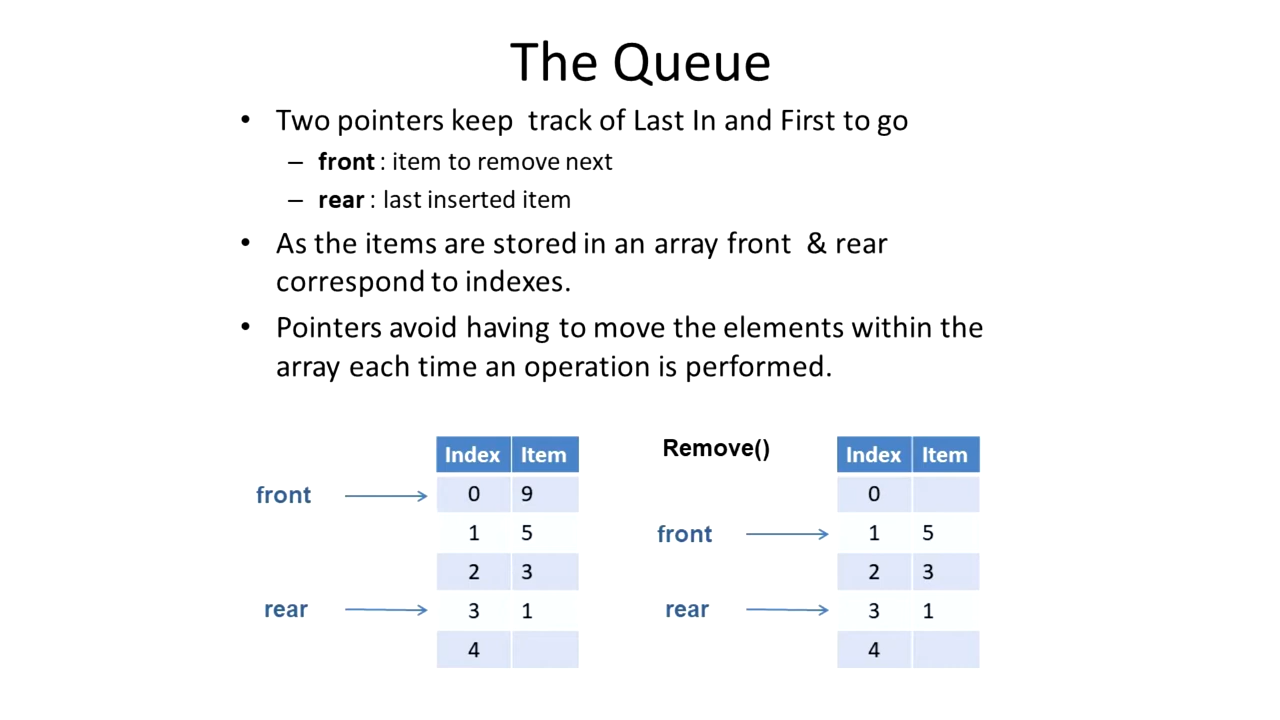 The Queue
• Two pointers keep track of Last In and First to go
– front : item to remove next
– rear : last inserted item
• As the items are stored in an array front & rear
correspond to indexes.
• Pointers avoid having to move the elements within the
array each time an operation is performed.
Index Item
front 0 9
1 5
2 3
rear 3 1
4
Remove()
Index Item
0
front 1 5
2 3
rear 3 1
4